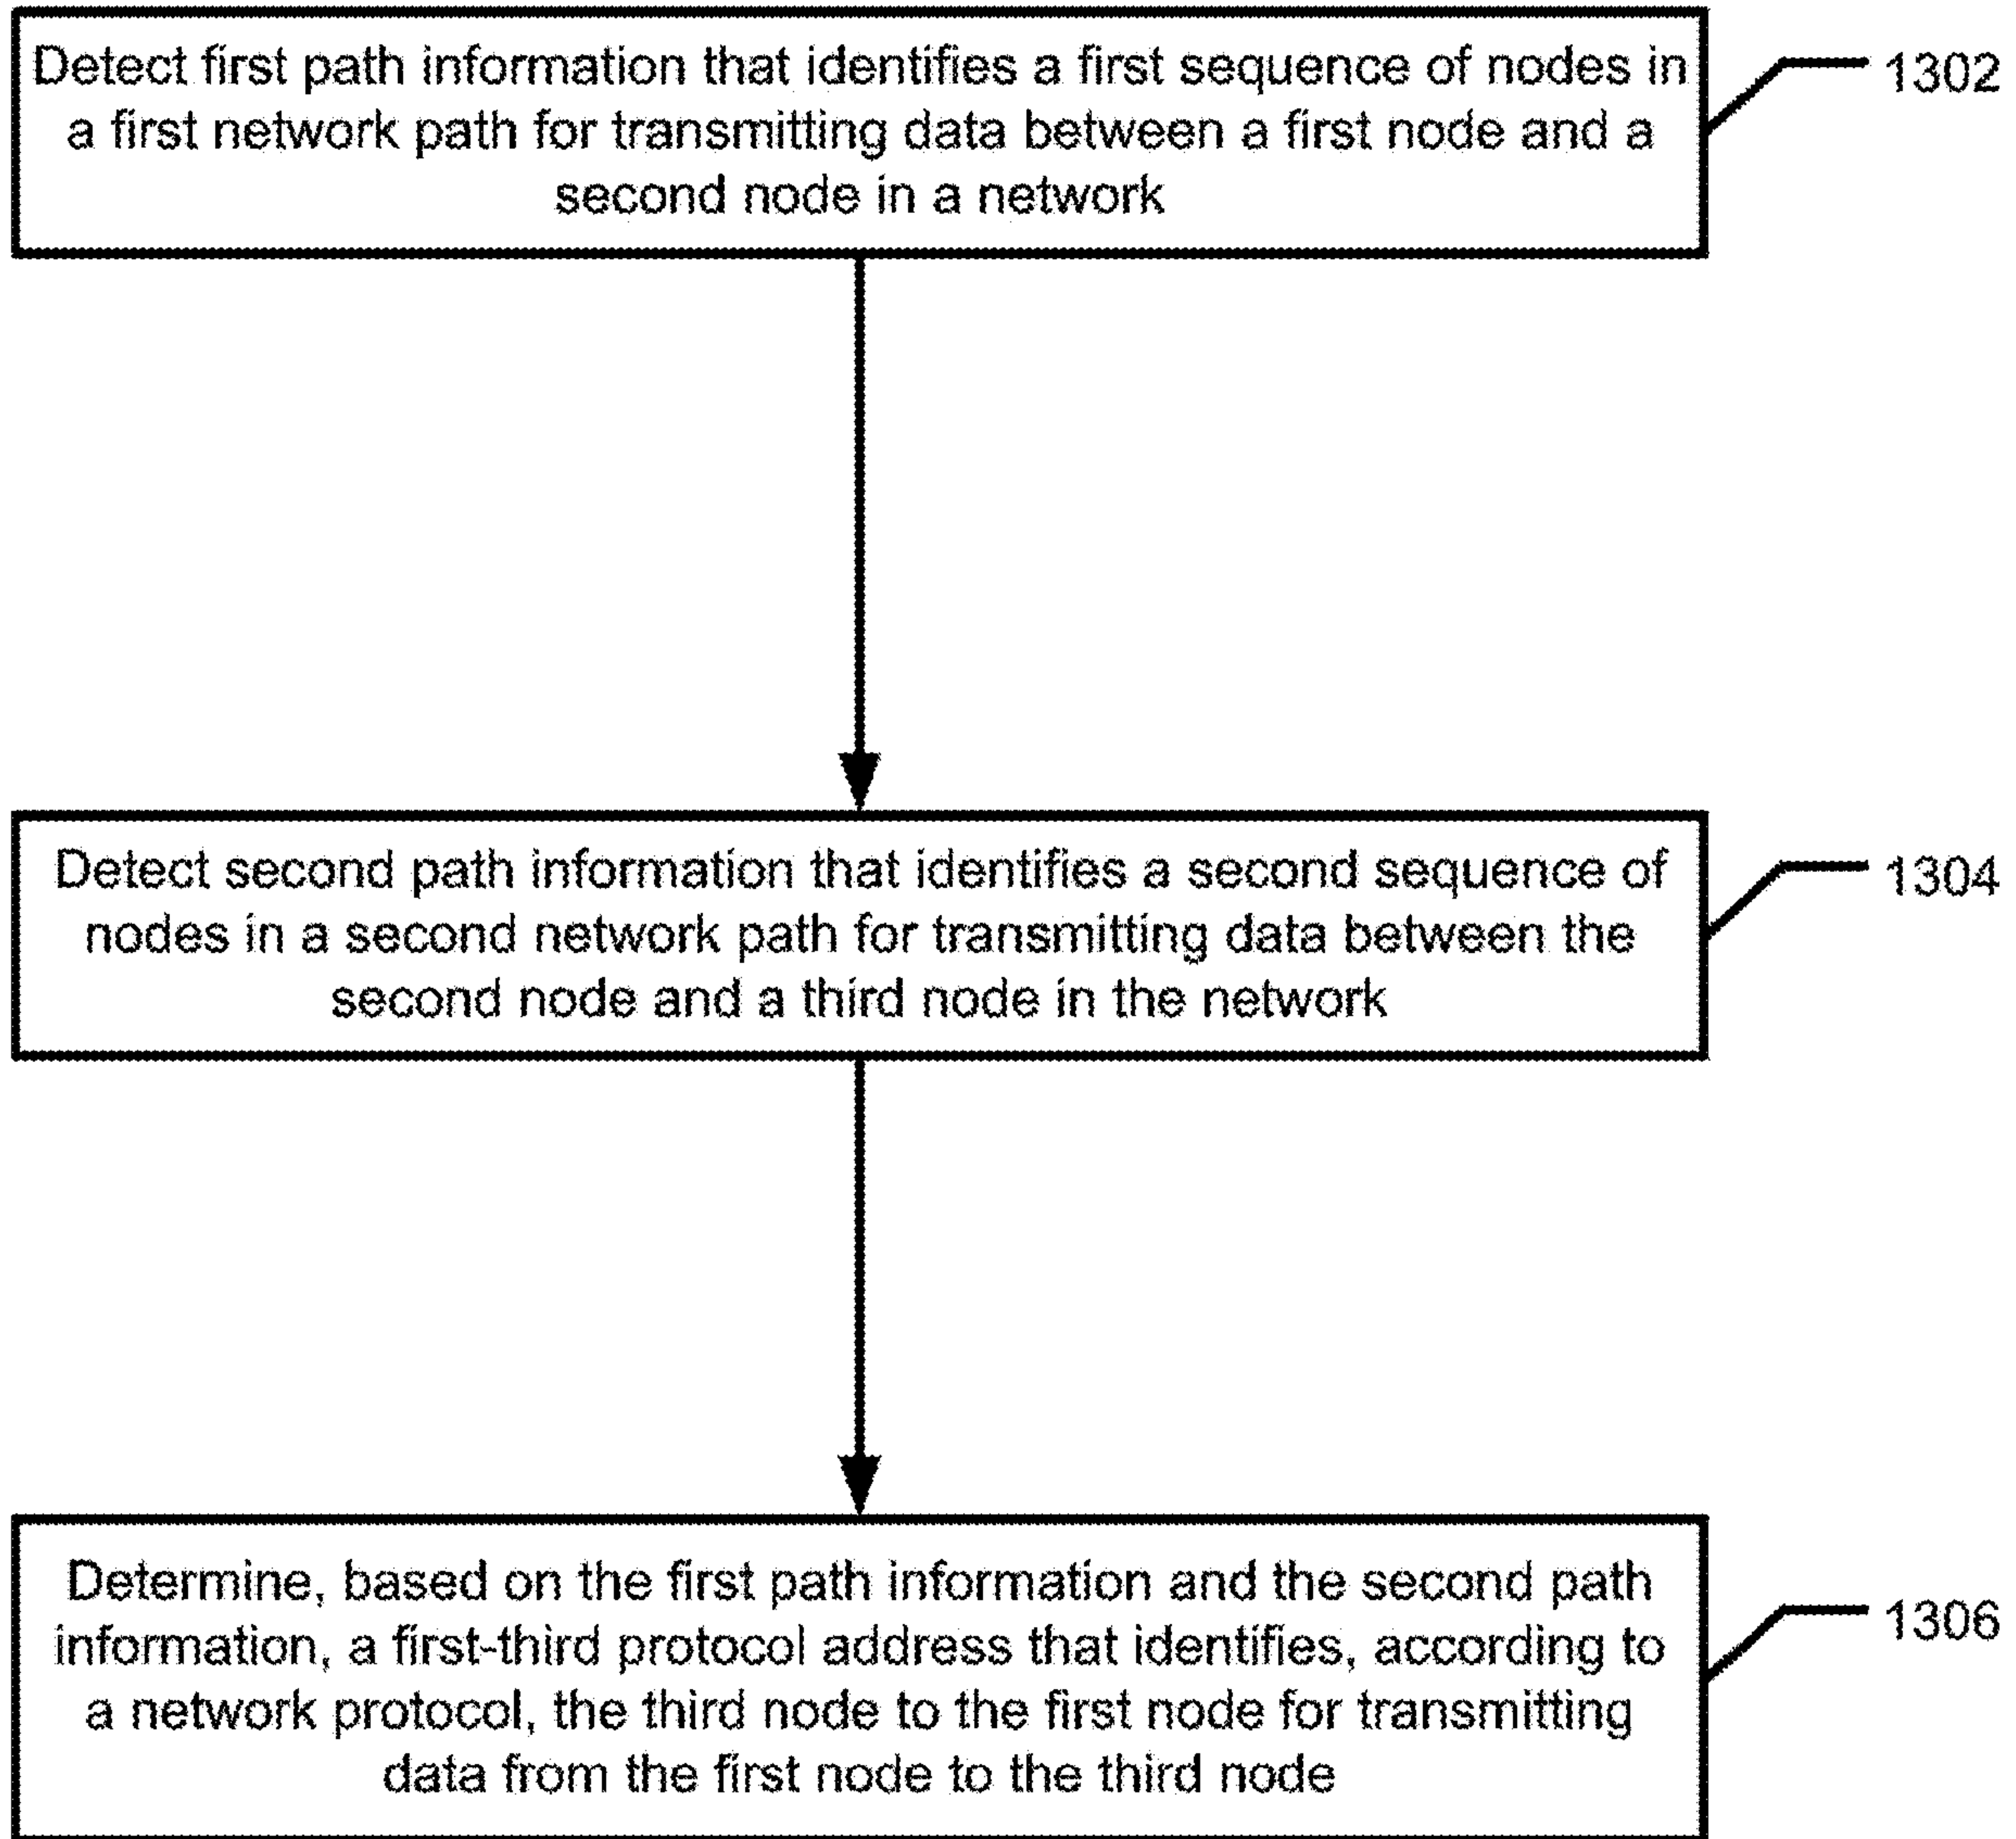 Detect first path information that identifies a first sequence of nodes in
a first network path for transmitting data between a first node and a
second node in a network
1302
Detect second path information that identifies a second sequence of
nodes in a second network path for transmitting data between the
second node and a third node in the network
1304
Determine, based on the first path information and the second path
information, a first-third protocol address that identifies, according to
a network protocol, the third node to the first node for transmitting
data from the first node to the third node
1306